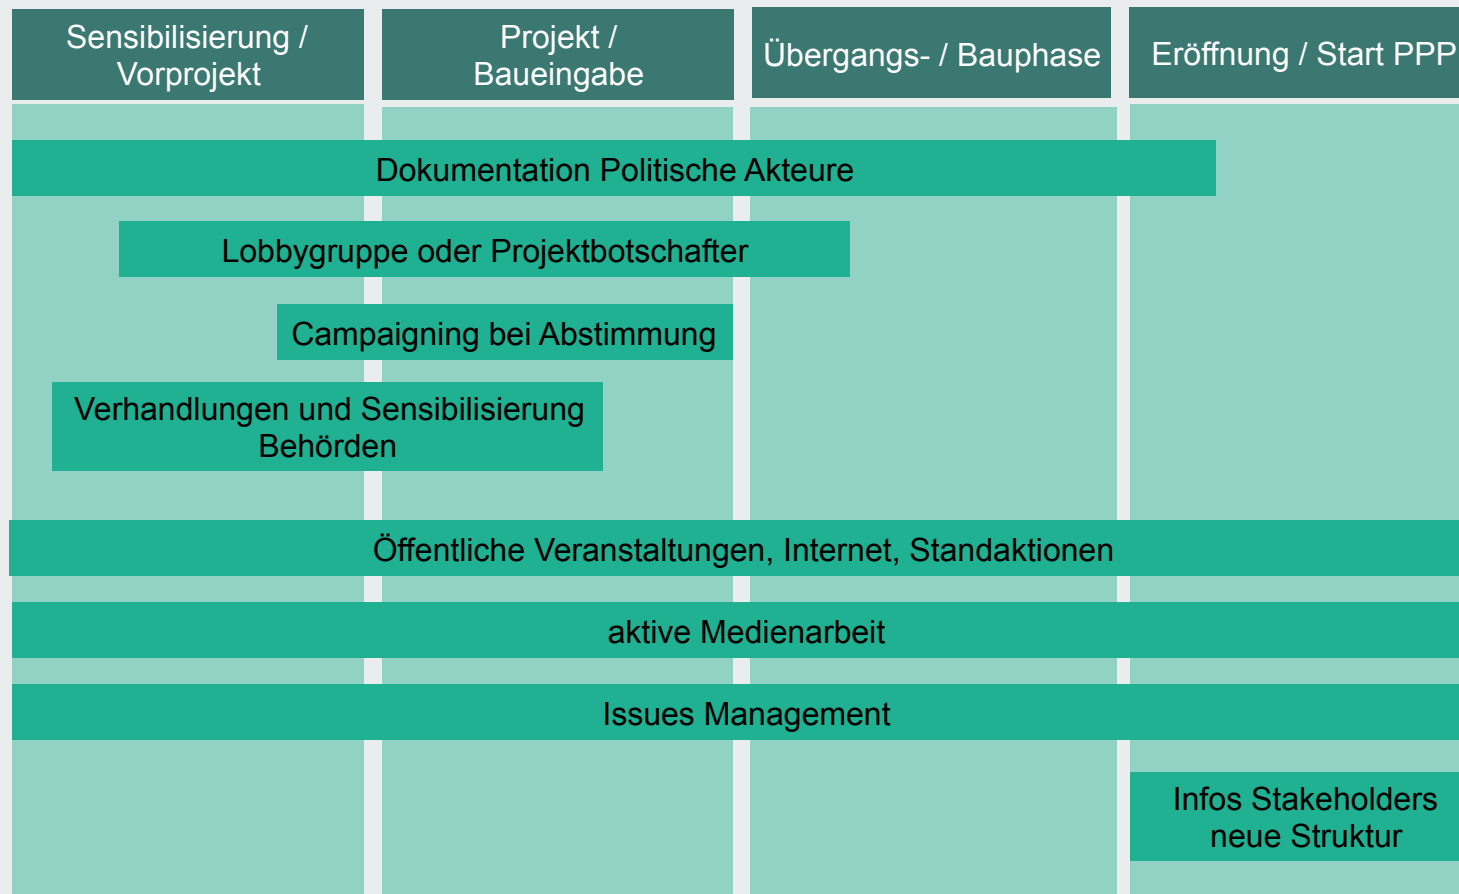 Sensibilisierung /
Vorprojekt
Projekt /
Baueingabe
Übergangs- / Bauphase
Eröffnung / Start PPP
Dokumentation Politische Akteure
Lobbygruppe oder Projektbotschafter
Campaigning bei Abstimmung
Verhandlungen und Sensibilisierung
Behörden
Öffentliche Veranstaltungen, Internet, Standaktionen
aktive Medienarbeit
Issues Management
Infos Stakeholders
neue Struktur